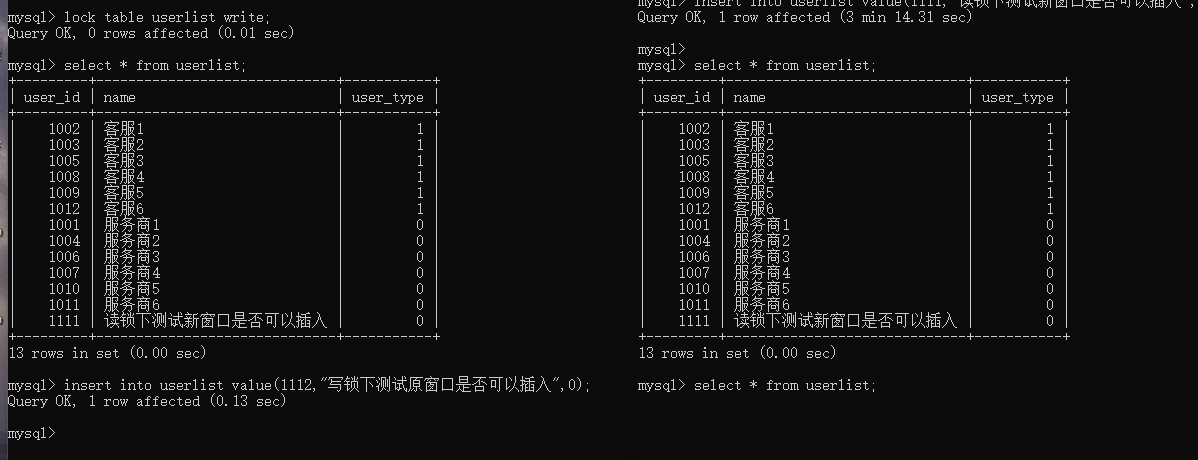 mysql> lock table userlist write;
Query OK, 0 rows affected (0.01 sec)
mysql> select * from userlist;
+---------+--------------------------------+-----------+
| user_id | name | user_type |
+---------+--------------------------------+-----------+
| 1002 | 客服1 | 1 |
| 1003 | 客服2 | 1 |
| 1005 | 客服3 | 1 |
| 1008 | 客服4 | 1 |
| 1009 | 客服5 | 1 |
| 1012 | 客服6 | 1 |
| 1001 | 服务商1 | 0 |
| 1004 | 服务商2 | 0 |
| 1006 | 服务商3 | 0 |
| 1007 | 服务商4 | 0 |
| 1010 | 服务商5 | 0 |
| 1011 | 服务商6 | 0 |
| 1111 | 读锁下测试新窗口是否可以插入 | 0 |
+---------+--------------------------------+-----------+
13 rows in set (0.00 sec)
mysql> insert into userlist value(1112,"写锁下测试原窗口是否可以插入",0);
Query OK, 1 row affected (0.13 sec)
mysql>
mysql> insert into userlist value(1111,"读锁下测试新窗口是否可以插入",
Query OK, 1 row affected (3 min 14.31 sec)
mysql>
mysql> select * from userlist;
+---------+--------------------------------+-----------+
| user_id | name | user_type |
+---------+--------------------------------+-----------+
| 1002 | 客服1 | 1 |
| 1003 | 客服2 | 1 |
| 1005 | 客服3 | 1 |
| 1008 | 客服4 | 1 |
| 1009 | 客服5 | 1 |
| 1012 | 客服6 | 1 |
| 1001 | 服务商1 | 0 |
| 1004 | 服务商2 | 0 |
| 1006 | 服务商3 | 0 |
| 1007 | 服务商4 | 0 |
| 1010 | 服务商5 | 0 |
| 1011 | 服务商6 | 0 |
| 1111 | 读锁下测试新窗口是否可以插入 | 0 |
+---------+--------------------------------+-----------+
13 rows in set (0.00 sec)
mysql> select * from userlist;